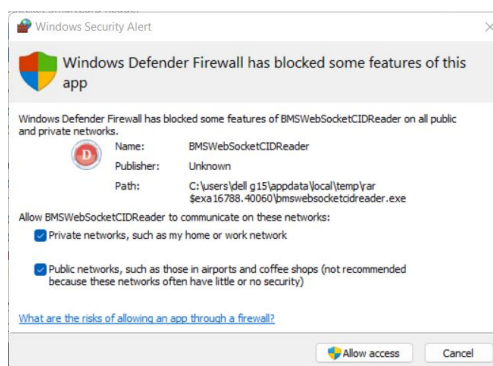 Windows Security Alert
Windows Defender Firewall has blocked some features of this
app
Windows Defender Firewall has blocked some features of BMSWebSocketCIDReader on all public
and private networks.
Name: BMSWebSocketCIDReader
Publisher: Unknown
Path: C:\users\dell g15\appdata\local\temp\rar
$exa16788.40060\bmswebsocketcidreader.exe
Allow BMSWebSocketCIDReader to communicate on these networks:
Private networks, such as my home or work network
Public networks, such as those in airports and coffee shops (not recommended
because these networks often have little or no security)
What are the risks of allowing an app through a firewall?
Allow access Cancel